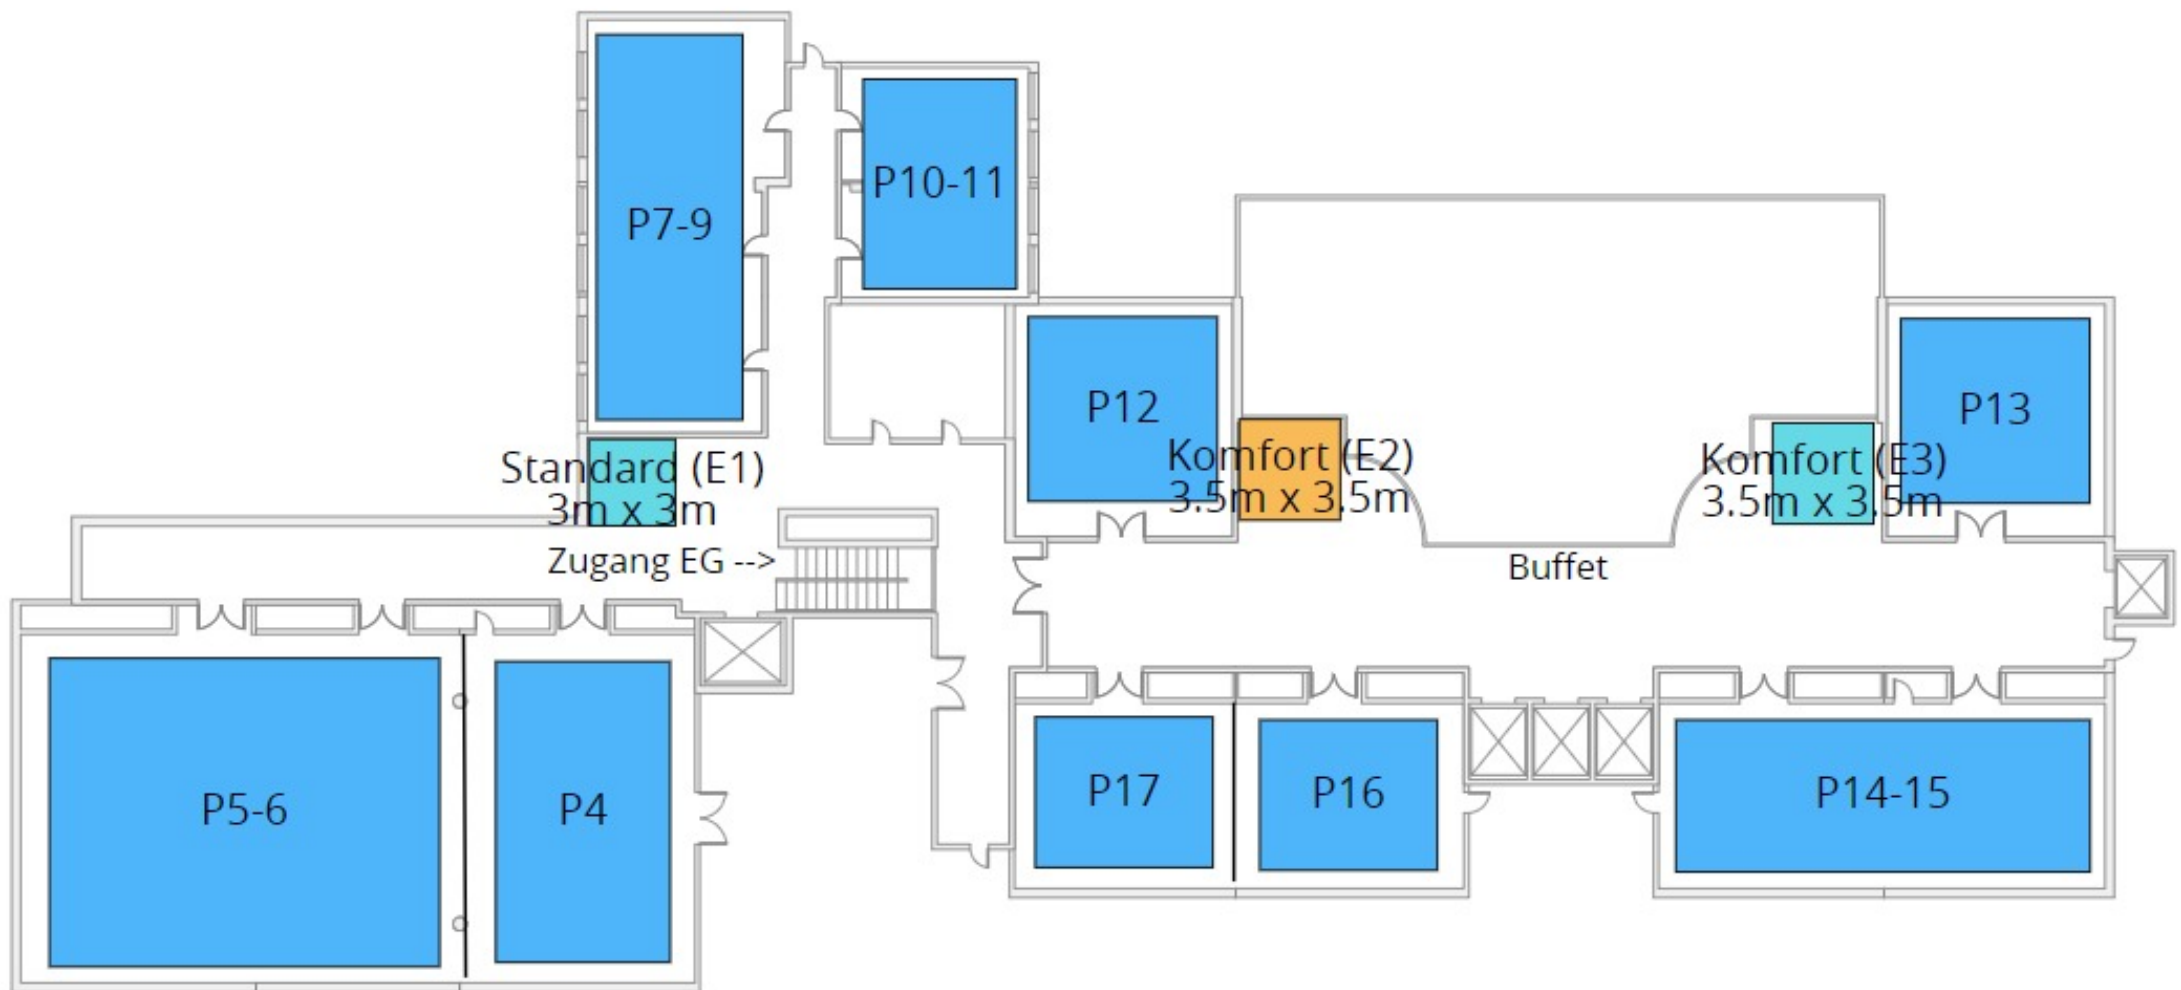 P7-9
P10-11
P12
P13
Standard (E1)
3m x 3m
Komfort (E2)
3.5m x 3.5m
Komfort (E3)
3.5m x 3.5m
Zugang EG -->
Buffet
P5-6
P4
P17
P16
P14-15